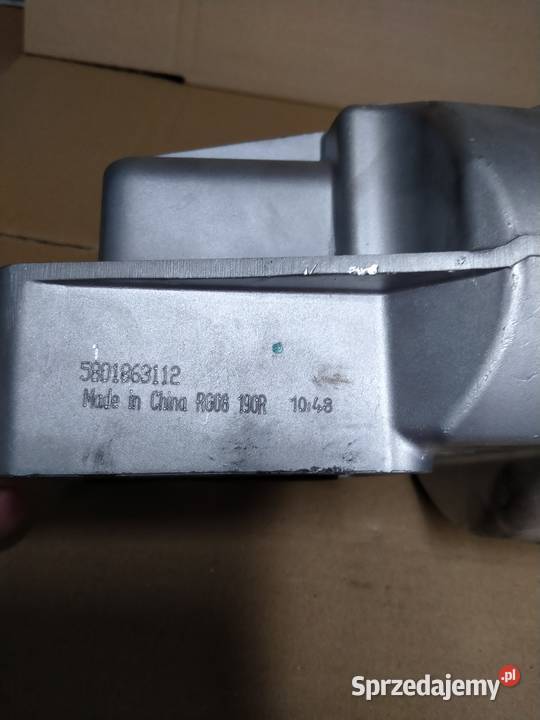 5801863112
Made in China RG06 190R 10:48
Sprzedajemy.pl